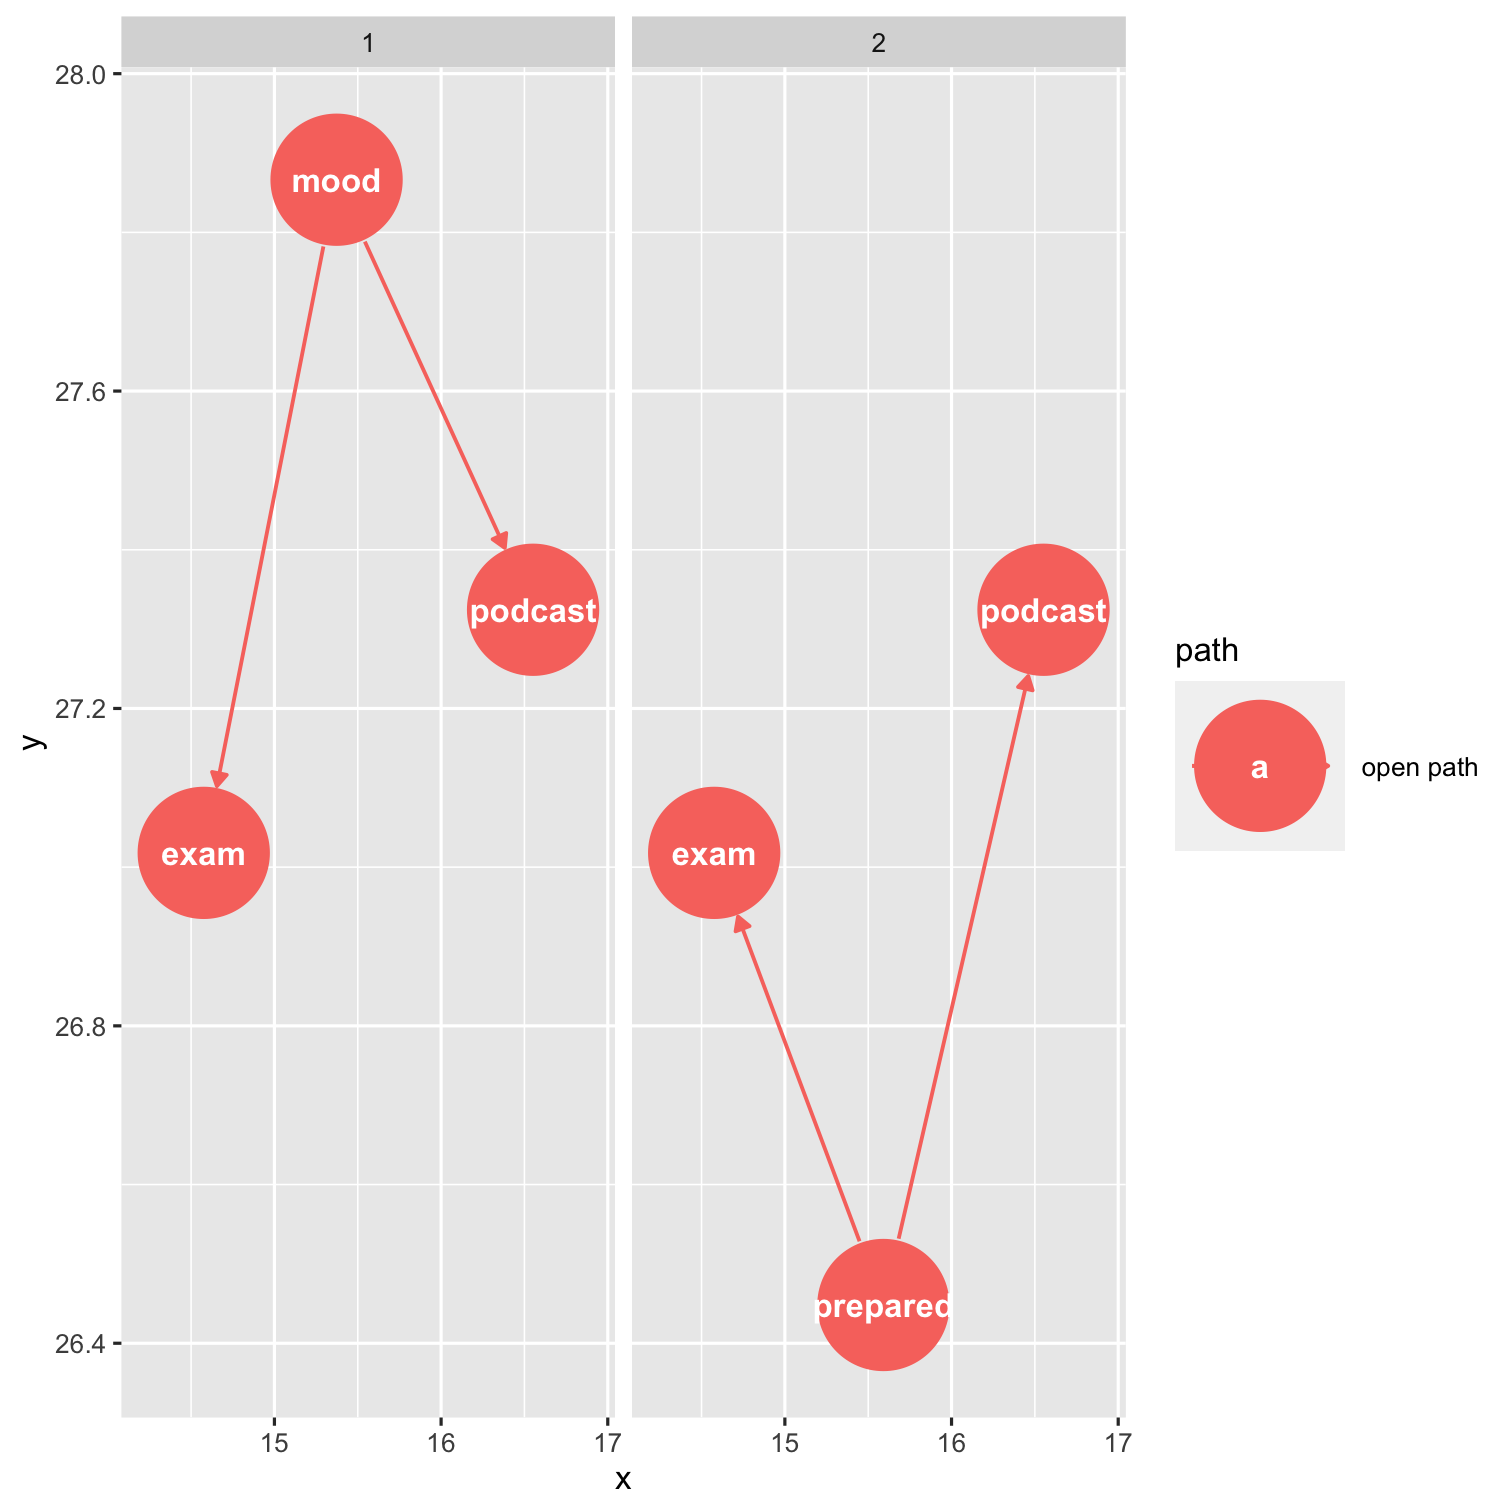 1 2
28.0
mood
27.6
podcast podcast
path
27.2
y
a open path
exam exam
26.8
prepared
26.4
15 16 17 15 16 17
x